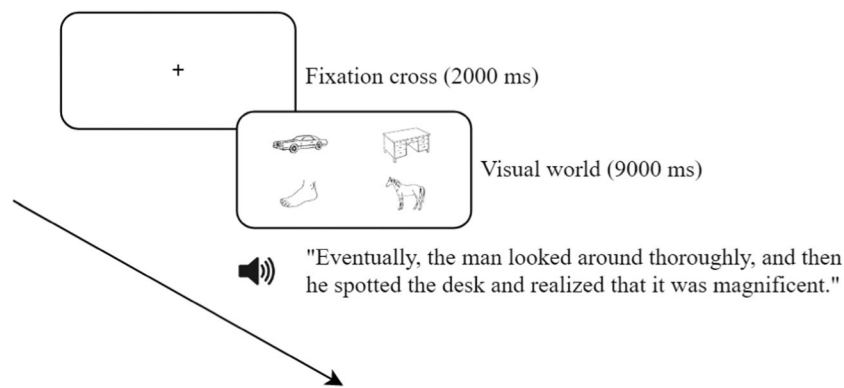 Fixation cross (2000 ms)
Visual world (9000 ms)
"Eventually, the man looked around thoroughly, and then
he spotted the desk and realized that it was magnificent."